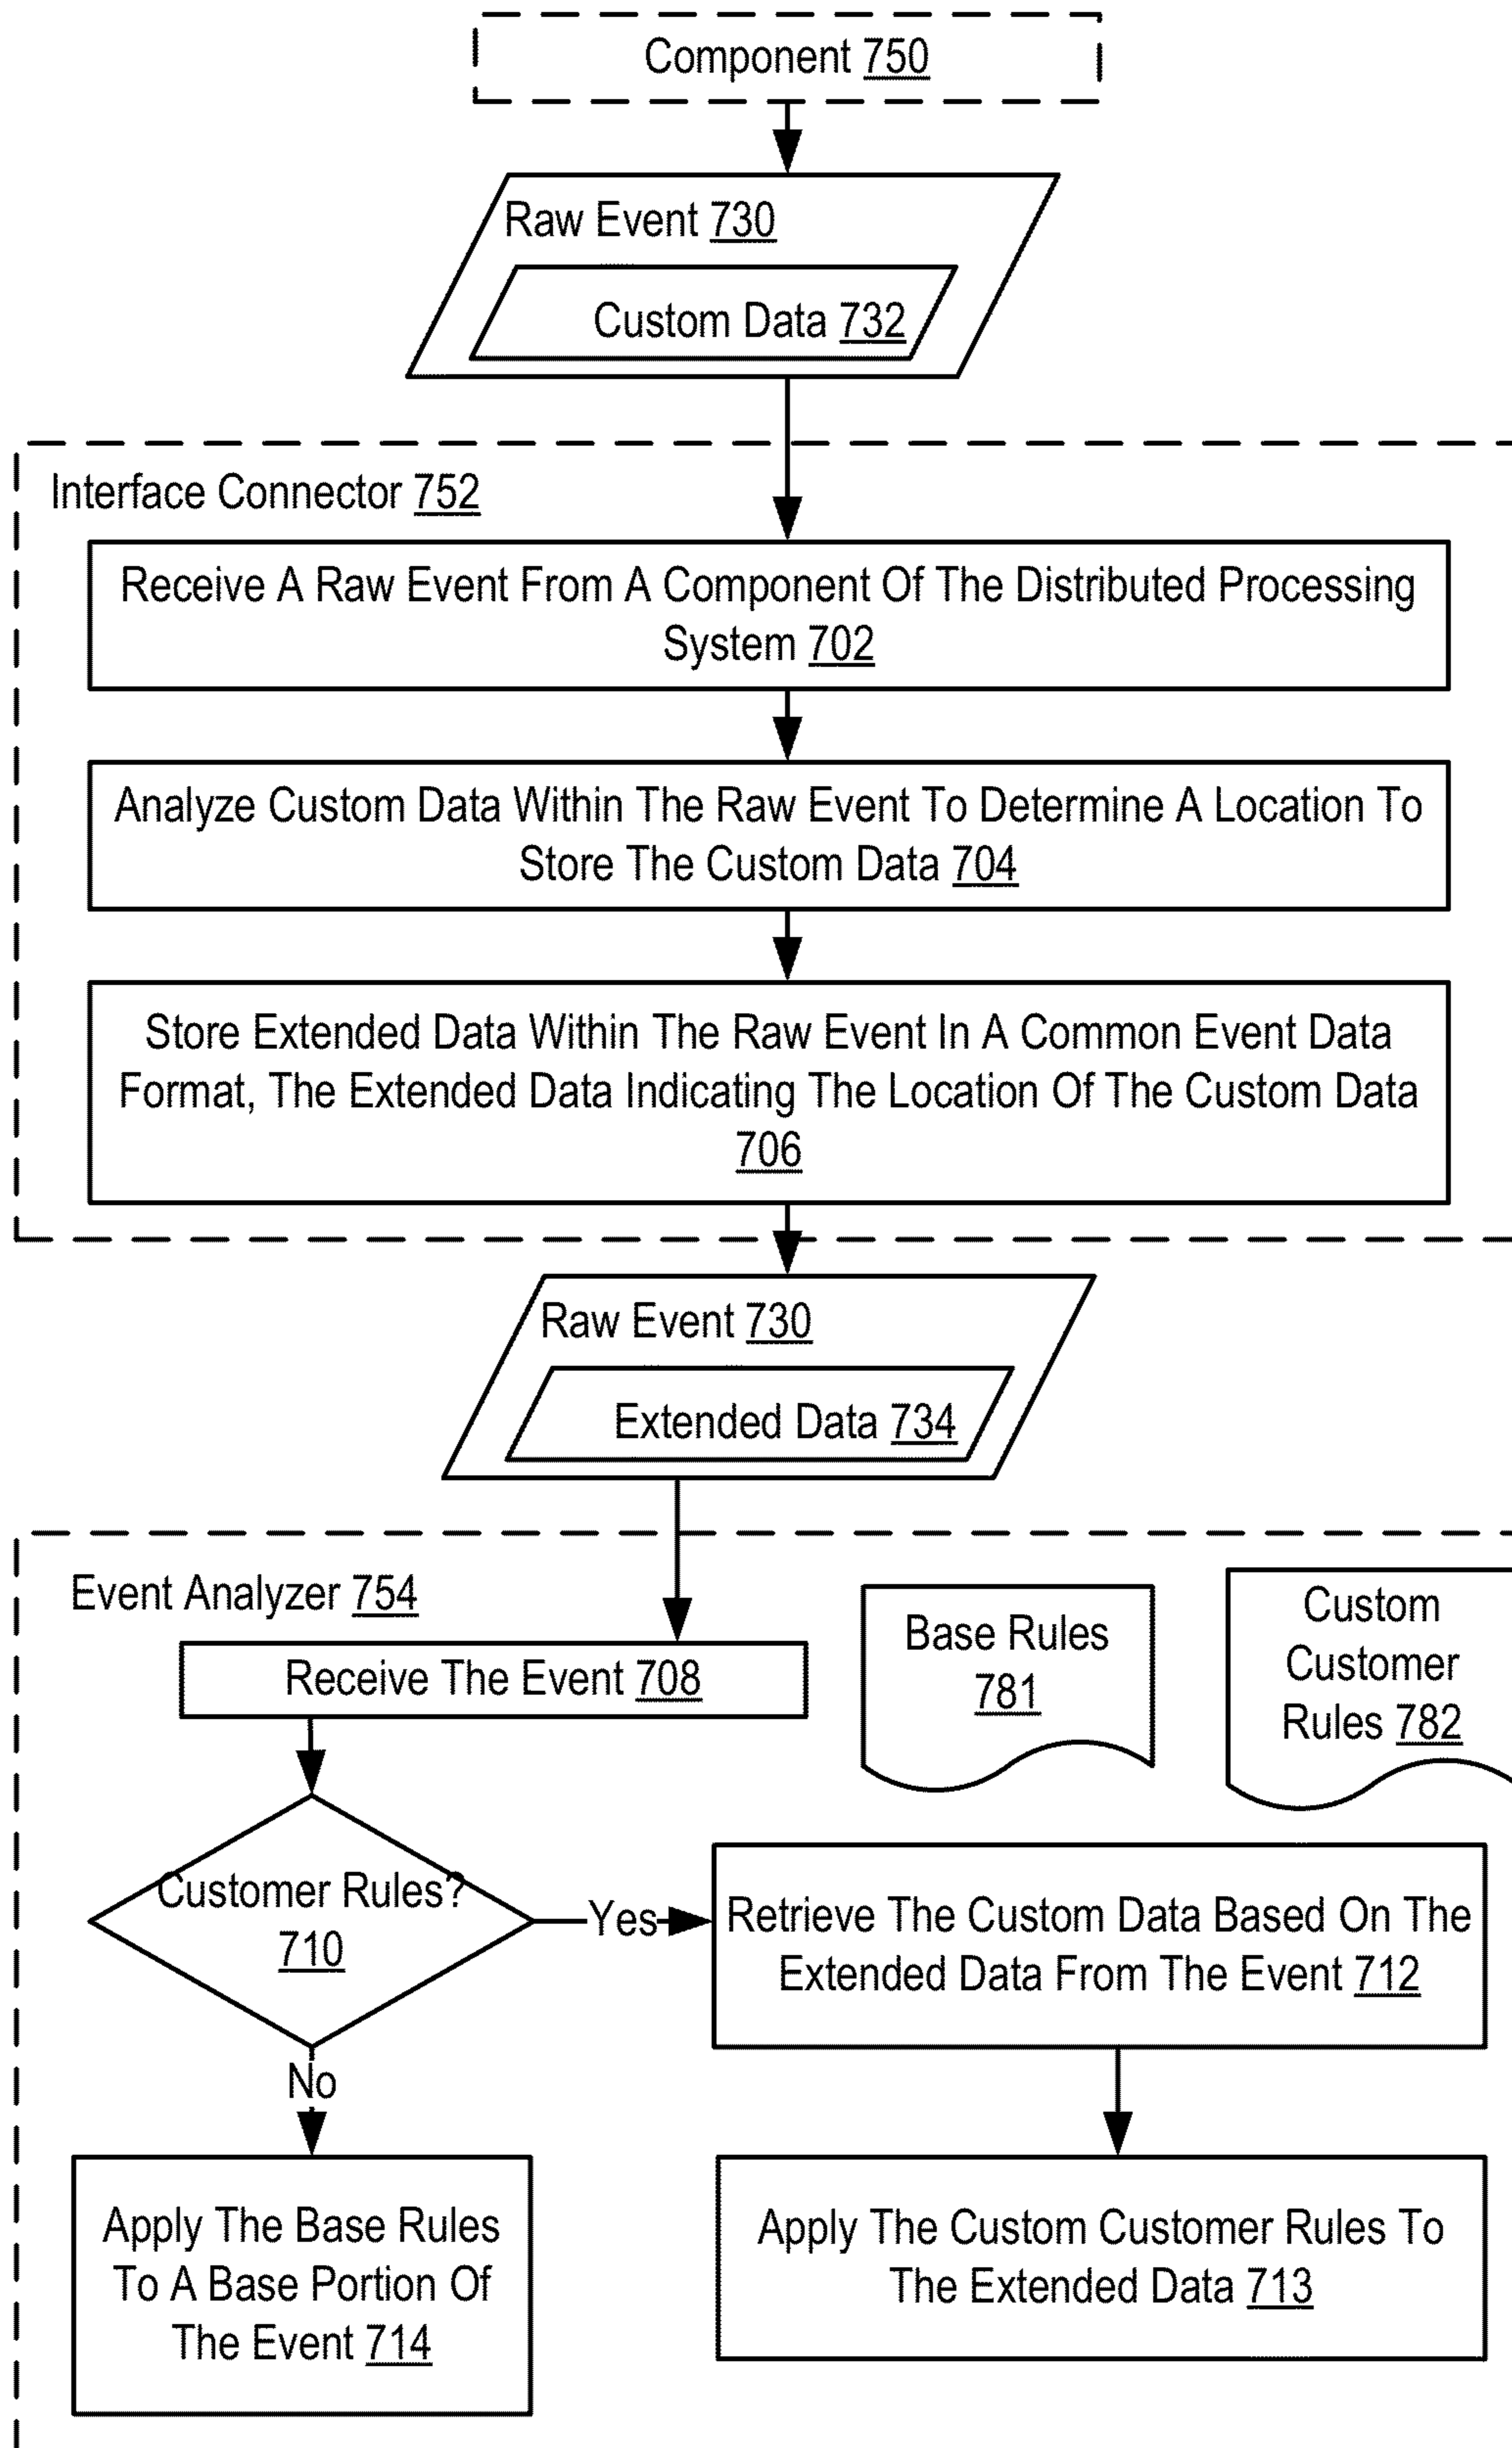 Component 750
Raw Event 730
Custom Data 732
Interface Connector 752
Receive A Raw Event From A Component Of The Distributed Processing
System 702
Analyze Custom Data Within The Raw Event To Determine A Location To
Store The Custom Data 704
Store Extended Data Within The Raw Event In A Common Event Data
Format, The Extended Data Indicating The Location Of The Custom Data
706
Raw Event 730
Extended Data 734
Event Analyzer 754
Receive The Event 708
Base Rules
781
Custom
Customer
Rules 782
Customer Rules?
710
Yes
Retrieve The Custom Data Based On The
Extended Data From The Event 712
No
Apply The Base Rules
To A Base Portion Of
The Event 714
Apply The Custom Customer Rules To
The Extended Data 713